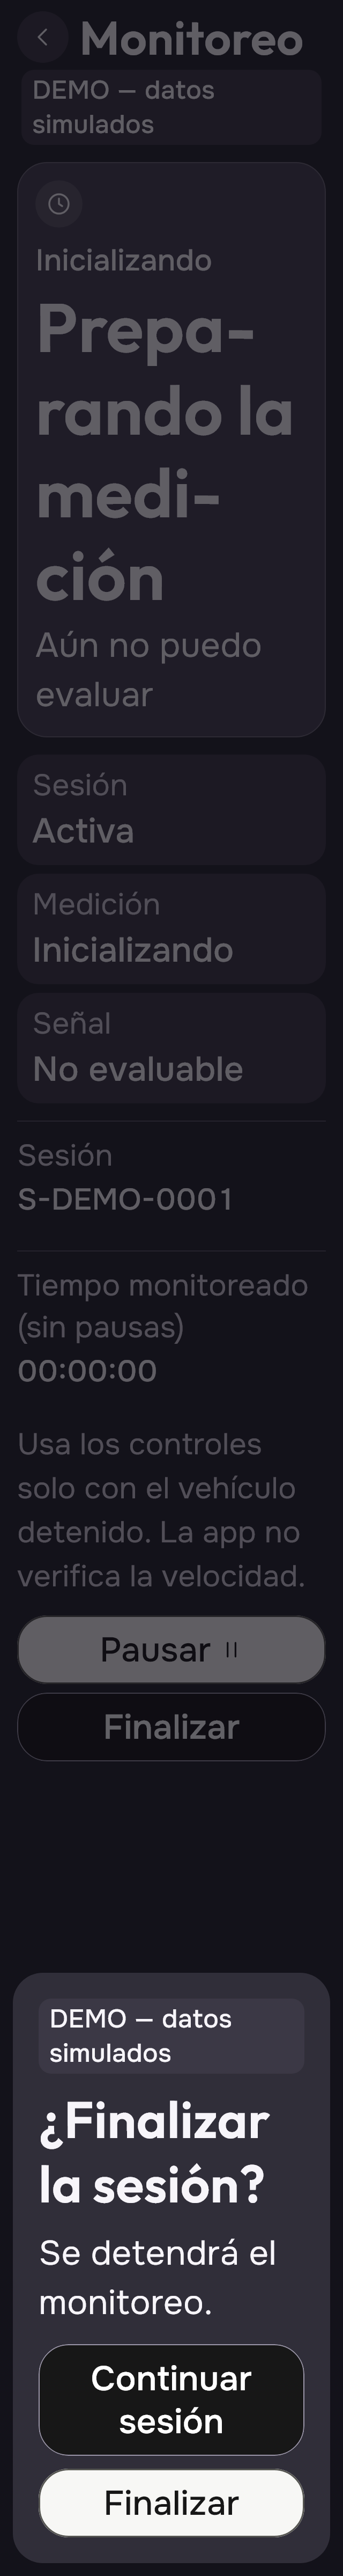 Monitoreo
DEMO — datos
simulados
Inicializando
Prepa-
rando la
medi-
ción
Aún no puedo
evaluar
Sesión
Activa
Medición
Inicializando
Señal
No evaluable
Sesión
S-DEMO-0001
Tiempo monitoreado
(sin pausas)
00:00:00
Usa los controles
solo con el vehículo
detenido. La app no
verifica la velocidad.
Pausar
Finalizar
DEMO — datos
simulados
¿Finalizar
la sesión?
Se detendrá el
monitoreo.
Continuar
sesión
Finalizar